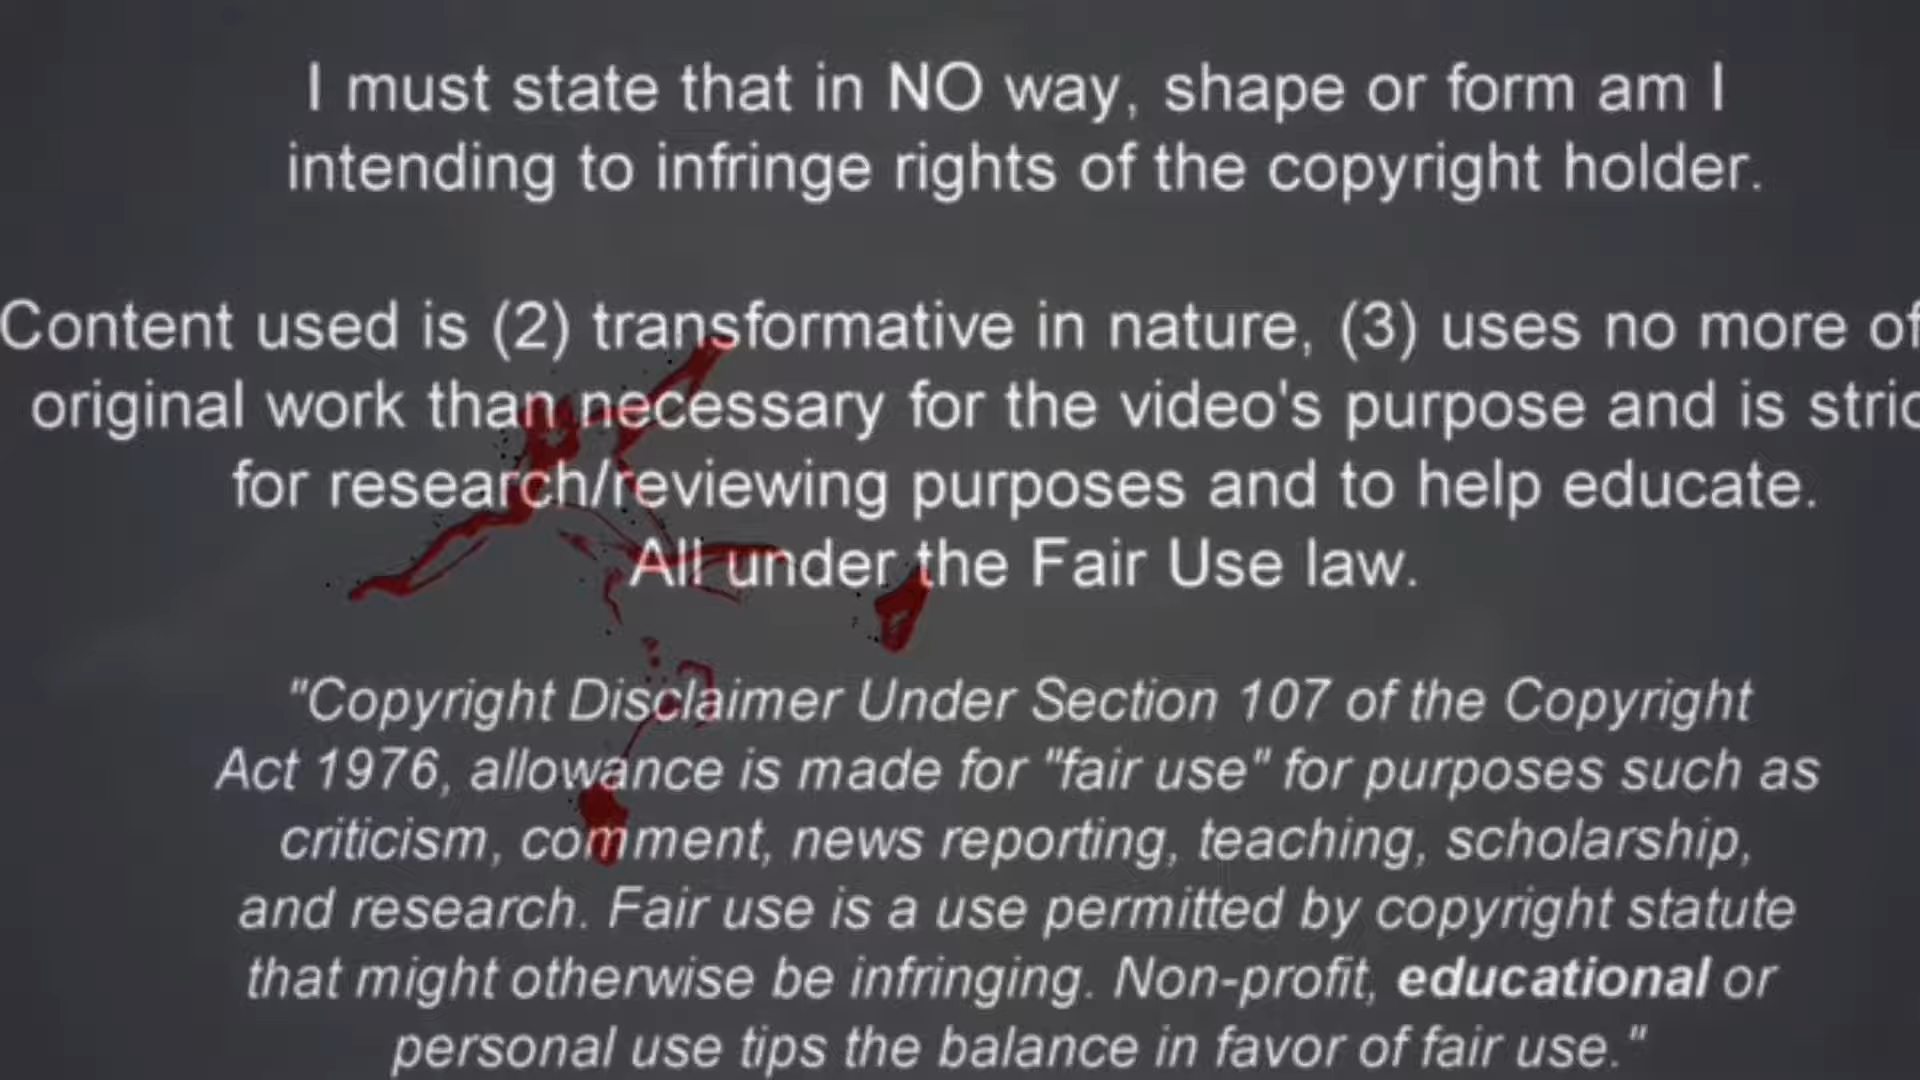 I must state that in NO way, shape or form am I
intending to infringe rights of the copyright holder.
Content used is (2) transformative in nature, (3) uses no more of
original work than necessary for the video's purpose and is
for research/reviewing purposes and to help educate.
All under the Fair Use law.
"Copyright Disclaimer Under Section 107 of the Copyright
Act 1976, allowance is made for "fair use" for purposes such as
criticism, comment, news reporting, teaching, scholarship,
and research. Fair use is a use permitted by copyright statute
that might otherwise be infringing. Non-profit, educational or
personal use tips the balance in favor of fair use."